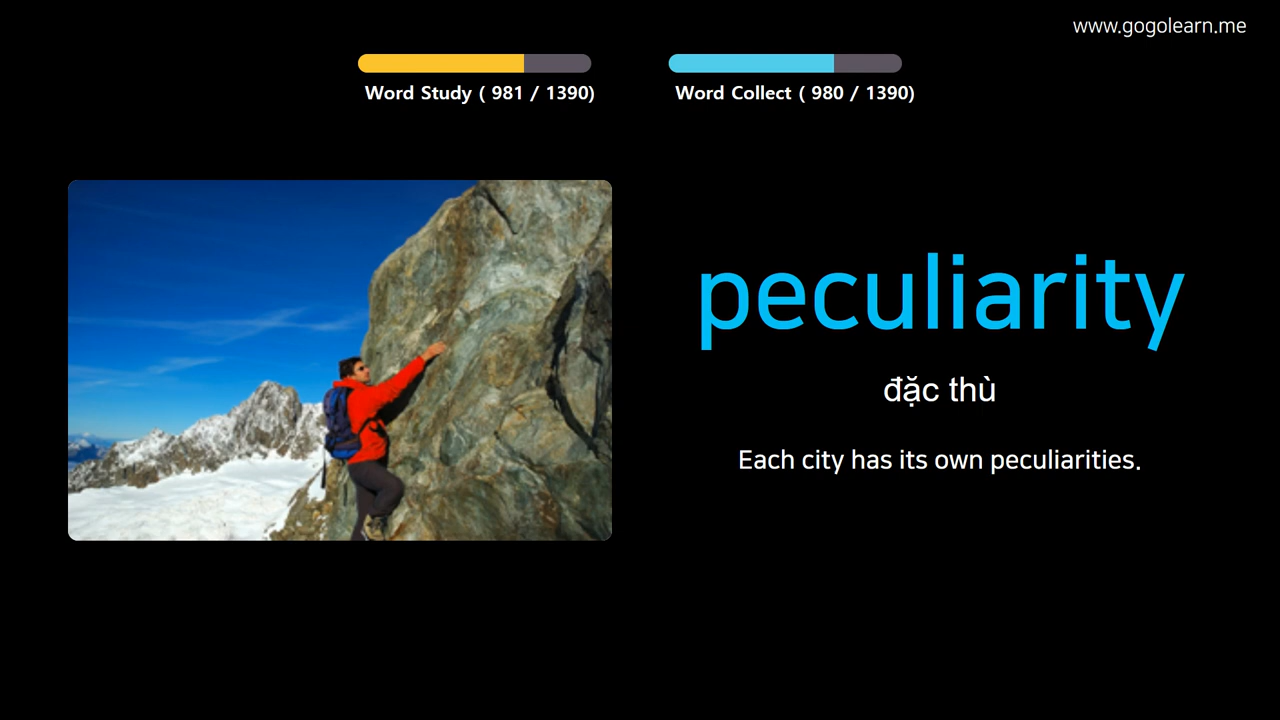 www.gogolearn.me
Word Study ( 981 / 1390)
Word Collect ( 980 / 1390)
peculiarity
đặc thù
Each city has its own peculiarities.